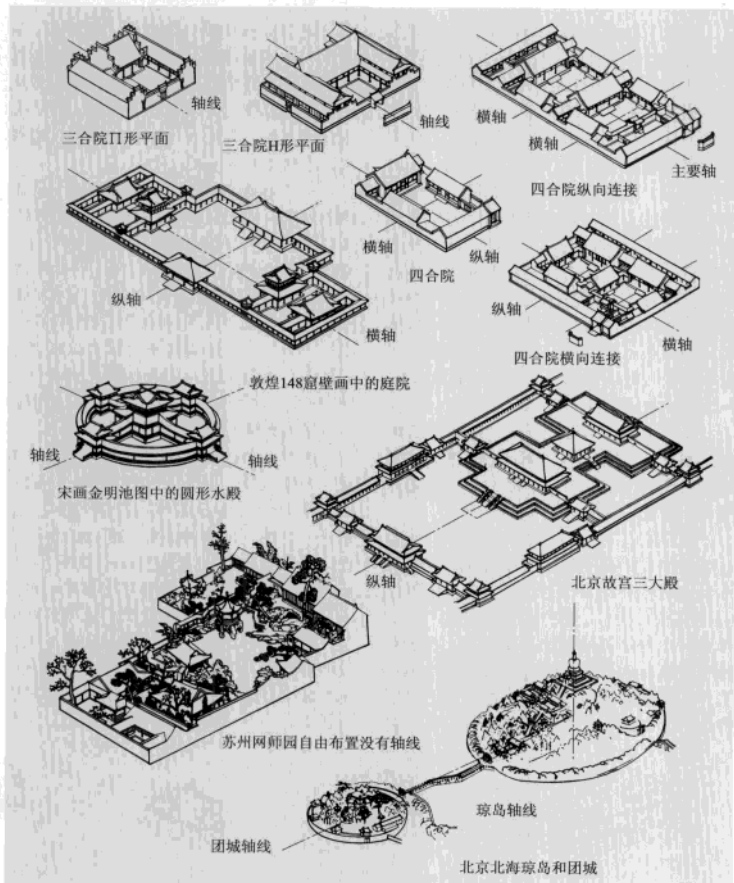 轴线
三合院Π形平面
轴线
三合院H形平面
横轴
横轴
主要轴
四合院纵向连接
横轴
纵轴
四合院
纵轴
横轴
四合院横向连接
纵轴
横轴
敦煌148窟壁画中的庭院
轴线
轴线
宋画金明池图中的圆形水殿
纵轴
北京故宫三大殿
苏州网师园自由布置没有轴线
琼岛轴线
团城轴线
北京北海琼岛和团城